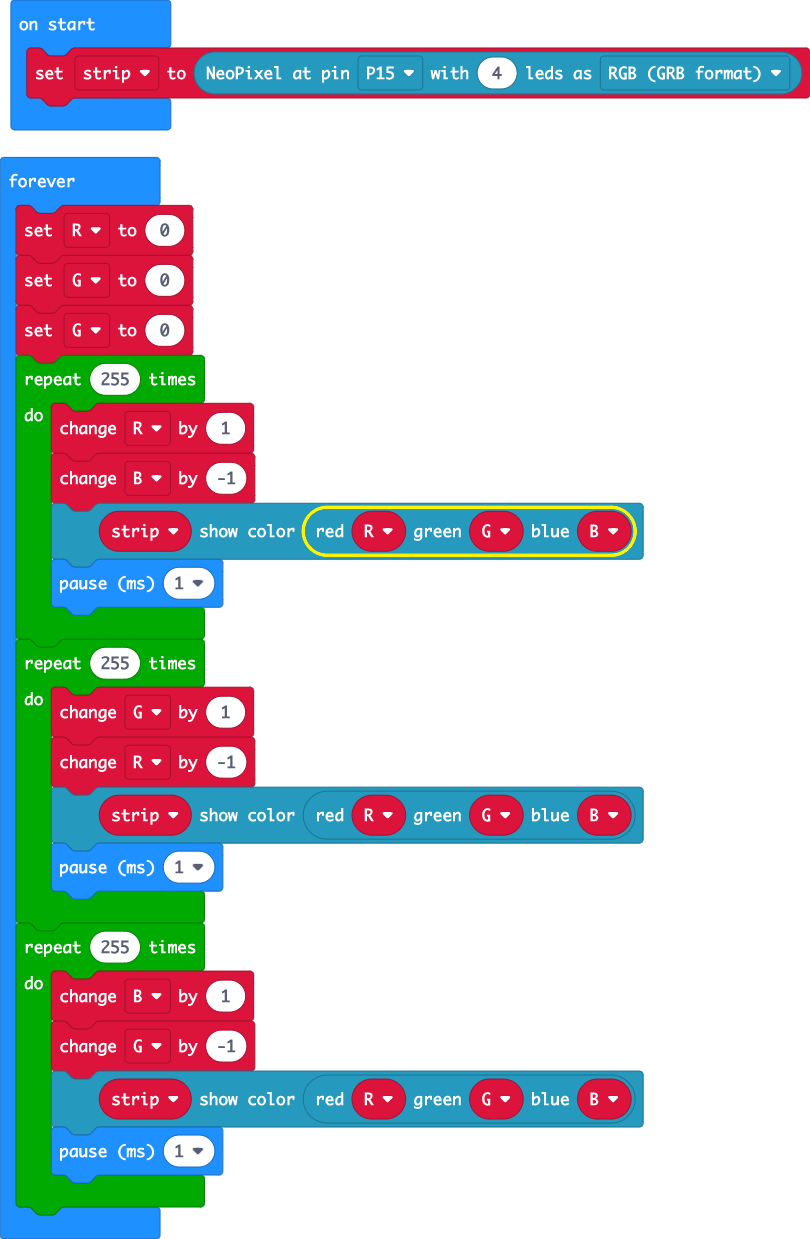 on start
set strip to NeoPixel at pin P15 with 4 leds as RGB (GRB format)
forever
set R to 0
set G to 0
set G to 0
repeat 255 times
do
change R by 1
change B by -1
strip show color red R green G blue B
pause (ms) 1
repeat 255 times
do
change G by 1
change R by -1
strip show color red R green G blue B
pause (ms) 1
repeat 255 times
do
change B by 1
change G by -1
strip show color red R green G blue B
pause (ms) 1